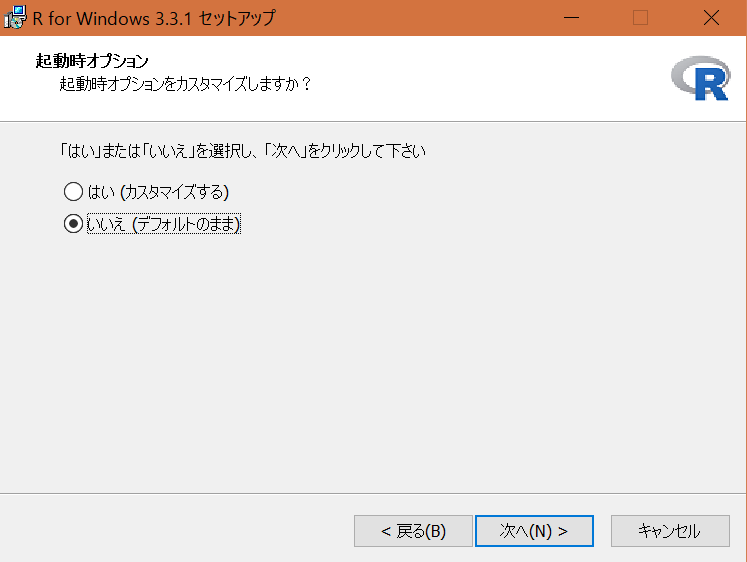 R for Windows 3.3.1 セットアップ
起動時オプション
起動時オプションをカスタマイズしますか？
R
「はい」または「いいえ」を選択し、「次へ」をクリックして下さい
はい (カスタマイズする)
いいえ (デフォルトのまま)
< 戻る(B)
次へ(N) >
キャンセル